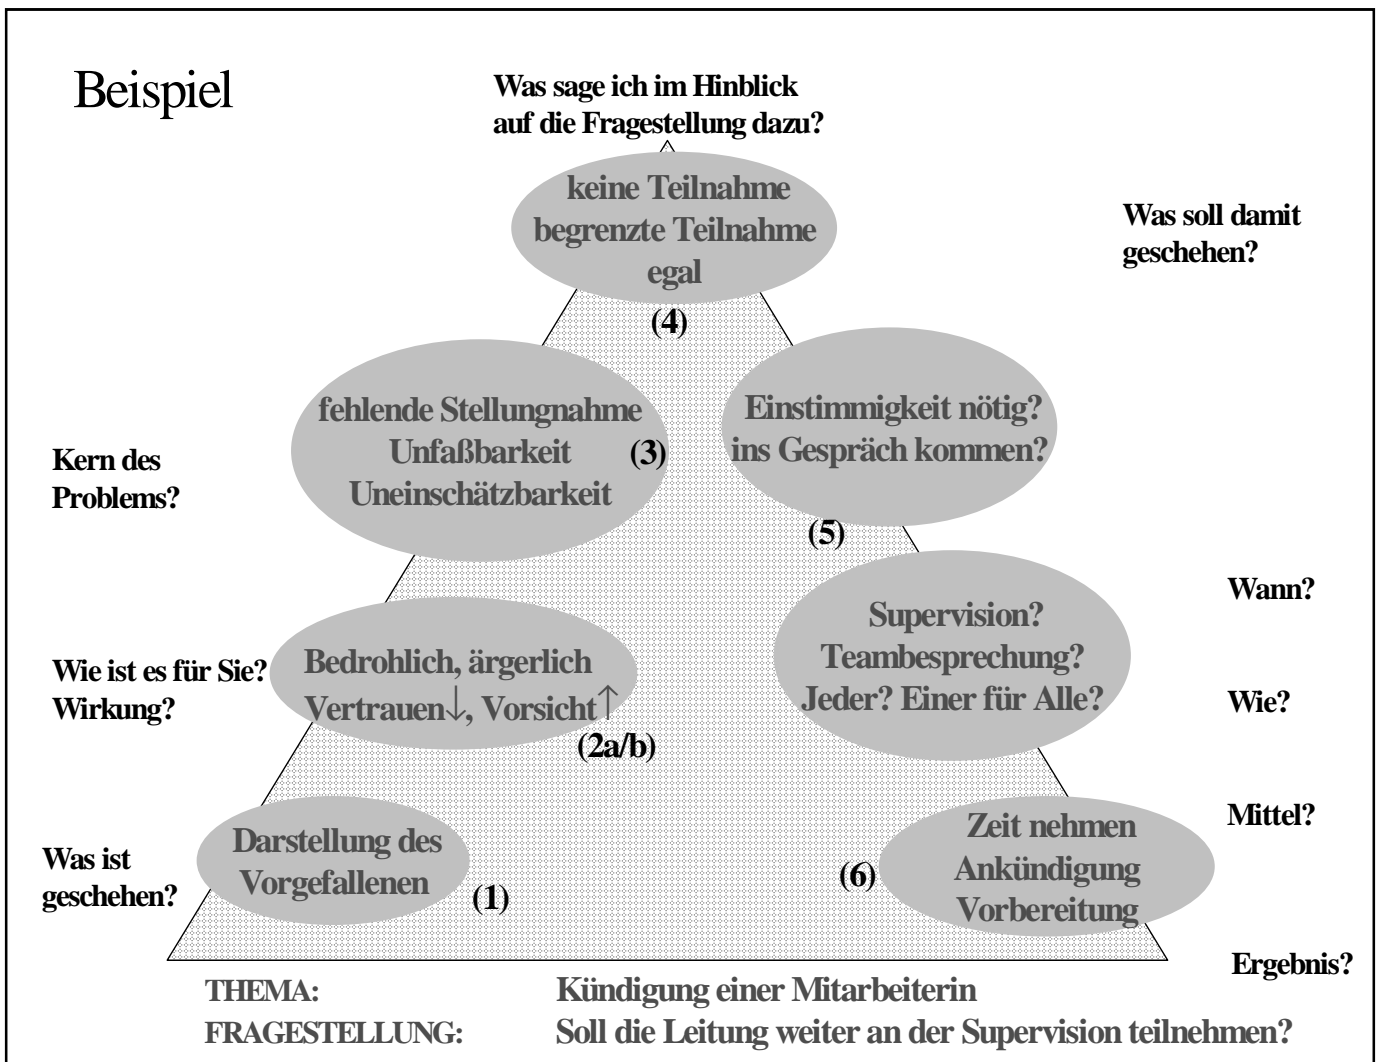 Beispiel
Was sage ich im Hinblick
auf die Fragestellung dazu?
keine Teilnahme
begrenzte Teilnahme
egal
(4)
Was soll damit
geschehen?
fehlende Stellungnahme
Unfaßbarkeit
Uneinschätzbarkeit
(3)
Einstimmigkeit nötig?
ins Gespräch kommen?
(5)
Kern des
Problems?
Wann?
Supervision?
Teambesprechung?
Jeder? Einer für Alle?
Wie ist es für Sie?
Wirkung?
Bedrohlich, ärgerlich
Vertrauen↓, Vorsicht↑
(2a/b)
Wie?
Mittel?
Was ist
geschehen?
Darstellung des
Vorgefallenen
(1)
(6)
Zeit nehmen
Ankündigung
Vorbereitung
Ergebnis?
THEMA: Kündigung einer Mitarbeiterin
FRAGESTELLUNG: Soll die Leitung weiter an der Supervision teilnehmen?